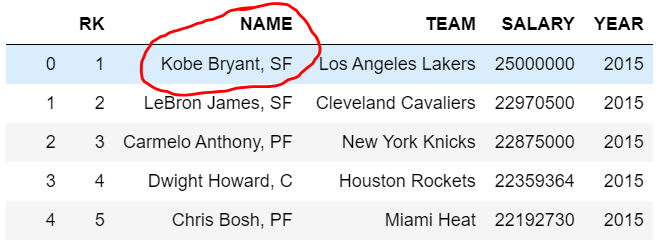 RK NAME TEAM SALARY YEAR
0 1 Kobe Bryant, SF Los Angeles Lakers 25000000 2015
1 2 LeBron James, SF Cleveland Cavaliers 22970500 2015
2 3 Carmelo Anthony, PF New York Knicks 22875000 2015
3 4 Dwight Howard, C Houston Rockets 22359364 2015
4 5 Chris Bosh, PF Miami Heat 22192730 2015